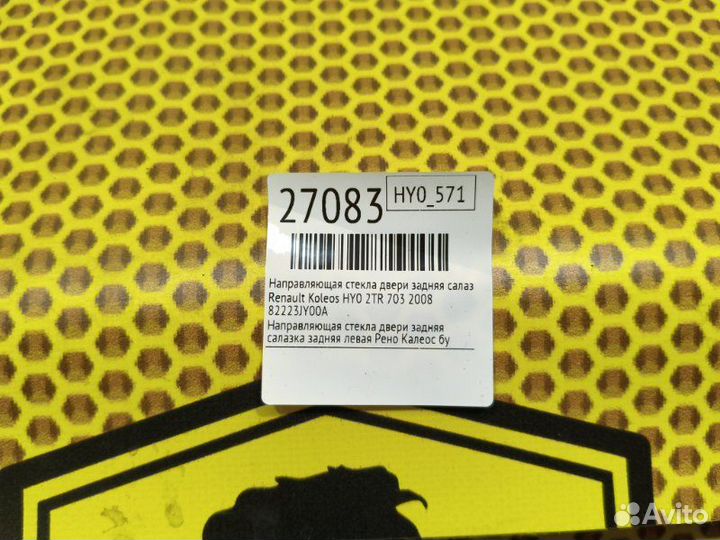 27083
HY0_571
Направляющая стекла двери задняя салаз
Renault Koleos HY0 2TR 703 2008
82223JY00A
Направляющая стекла двери задняя
салазка задняя левая Рено Калеос бу
Avito